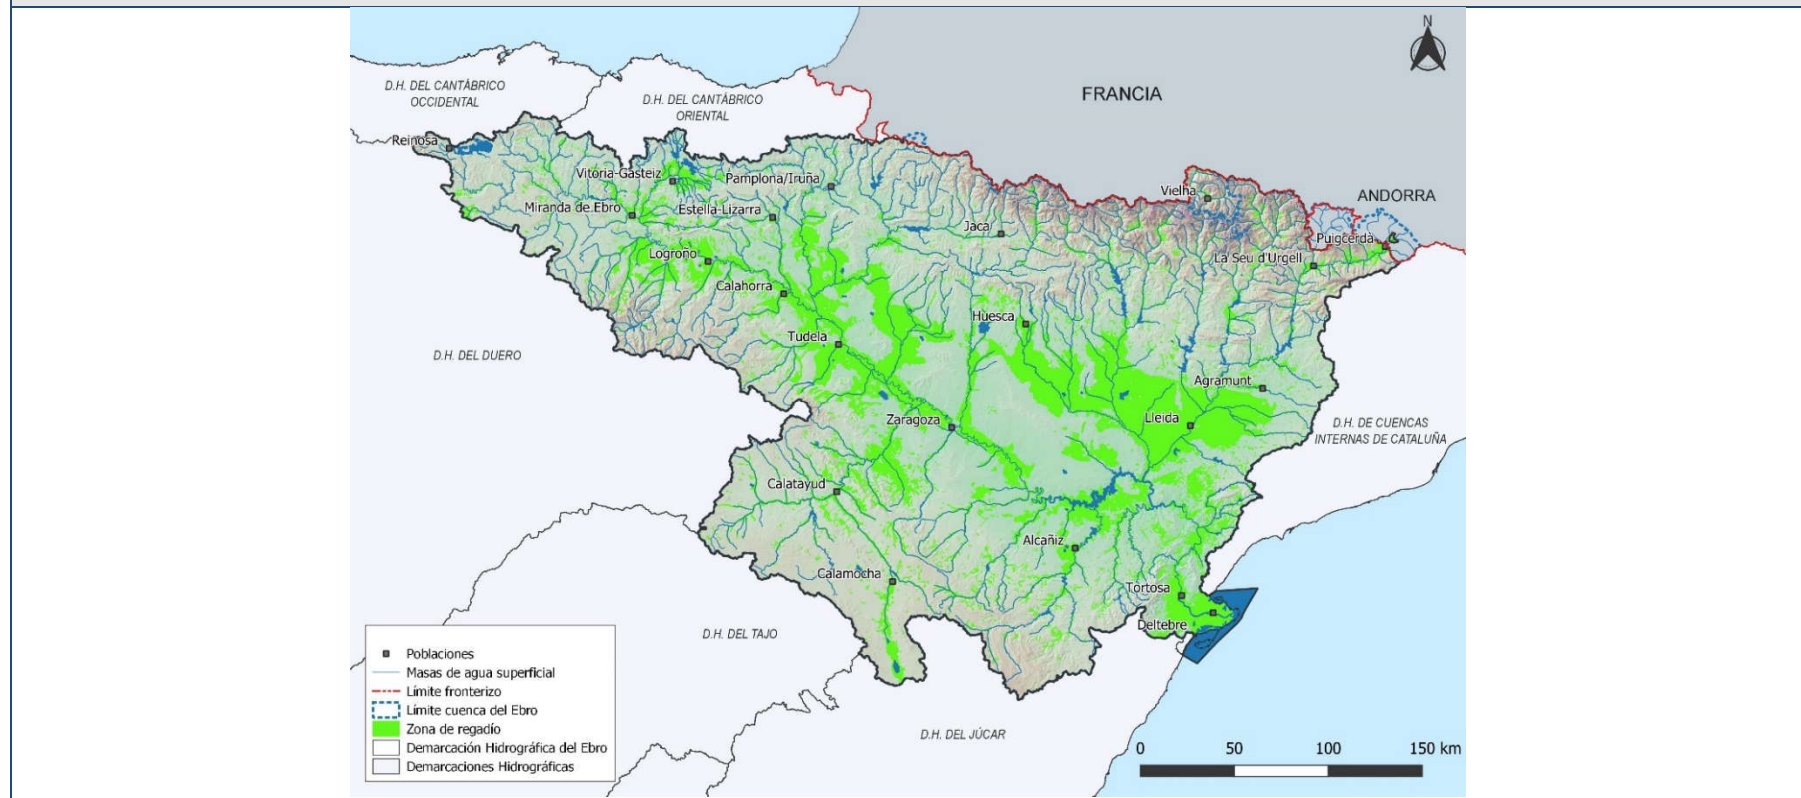 N
D.H. DEL CANTÁBRICO
OCCIDENTAL
D.H. DEL CANTÁBRICO
ORIENTAL
FRANCIA
Reinosa
Vitoria-Gasteiz
Pamplona/Iruña
Vielha
ANDORRA
Miranda de Ebro
Estella-Lizarra
Jaca
Puigcerdà
Logroño
La Seu d'Urgell
Calahorra
Huesca
Tudela
D.H. DEL DUERO
Agramunt
Zaragoza
Lleida
D.H. DE CUENCAS
INTERNAS DE CATALUÑA
Calatayud
Alcañiz
Calamocha
Tortosa
Deltebre
D.H. DEL TAJO
D.H. DEL JÚCAR
Poblaciones
Masas de agua superficial
Límite fronterizo
Límite cuenca del Ebro
Zona de regadío
Demarcación Hidrográfica del Ebro
Demarcaciones Hidrográficas
0 50 100 150 km